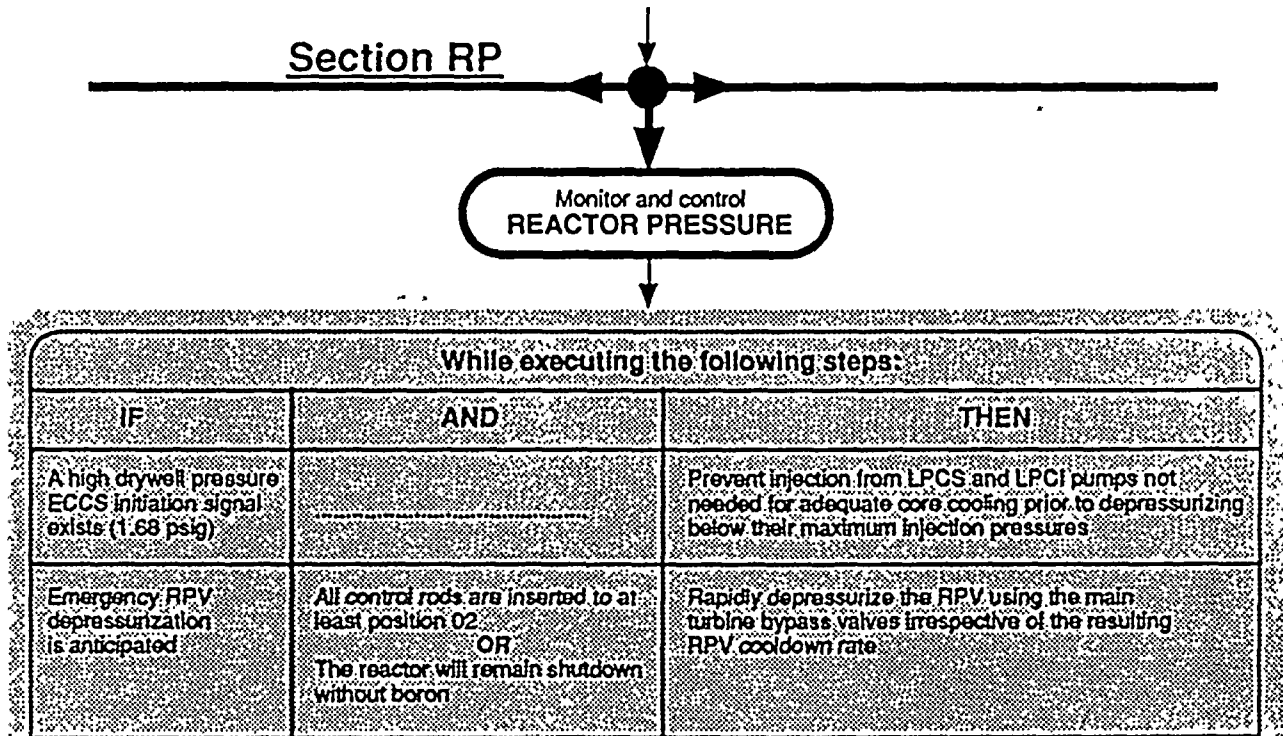 Section RP
Monitor and control
REACTOR PRESSURE
While executing the following steps:
IF
AND
THEN
A high drywell pressure
ECCS initiation signal
exists (1.68 psig)
Prevent injection from LPCS and LPCI pumps not
needed for adequate core cooling prior to depressurizing
below their maximum injection pressures
Emergency RPV
depressurization
is anticipated
All control rods are inserted to at
least position 02
OR
The reactor will remain shutdown
without boron
Rapidly depressurize the RPV using the main
turbine bypass valves irrespective of the resulting
RPV cooldown rate